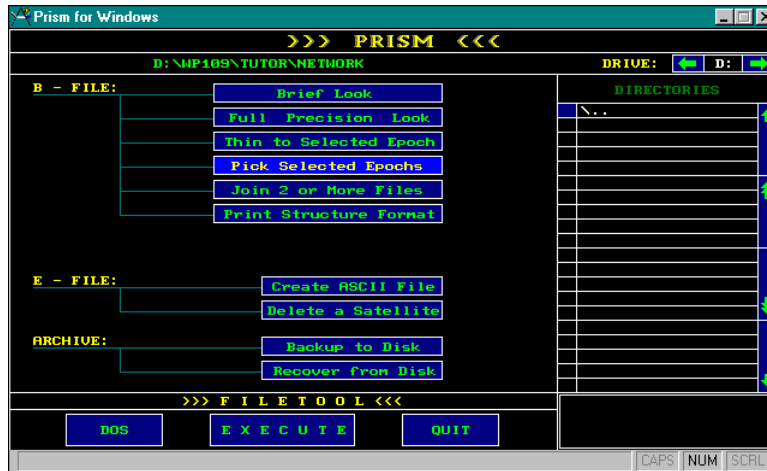 Prism for Windows
>>> PRISM <<<
D:\WP109\TUTOR\NETWORK
DRIVE: D:
B - FILE:
Brief Look
Full Precision Look
Thin to Selected Epoch
Pick Selected Epochs
Join 2 or More Files
Print Structure Format
E - FILE:
Create ASCII File
Delete a Satellite
ARCHIVE:
Backup to Disk
Recover from Disk
DIRECTORIES
\..
>>> F I L E T O O L <<<
DOS
E X E C U T E
QUIT
CAPS NUM SCRL